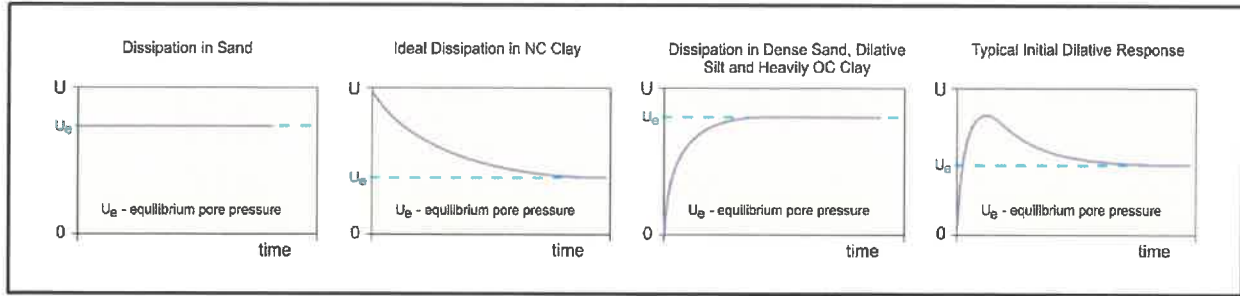 Dissipation in Sand
U
Ue
Ue - equilibrium pore pressure
0
time
Ideal Dissipation in NC Clay
U
Ue
Ue - equilibrium pore pressure
0
time
Dissipation in Dense Sand, Dilative
Silt and Heavily OC Clay
U
Ue
Ue - equilibrium pore pressure
0
time
Typical Initial Dilative Response
U
Ue
Ue - equilibrium pore pressure
0
time